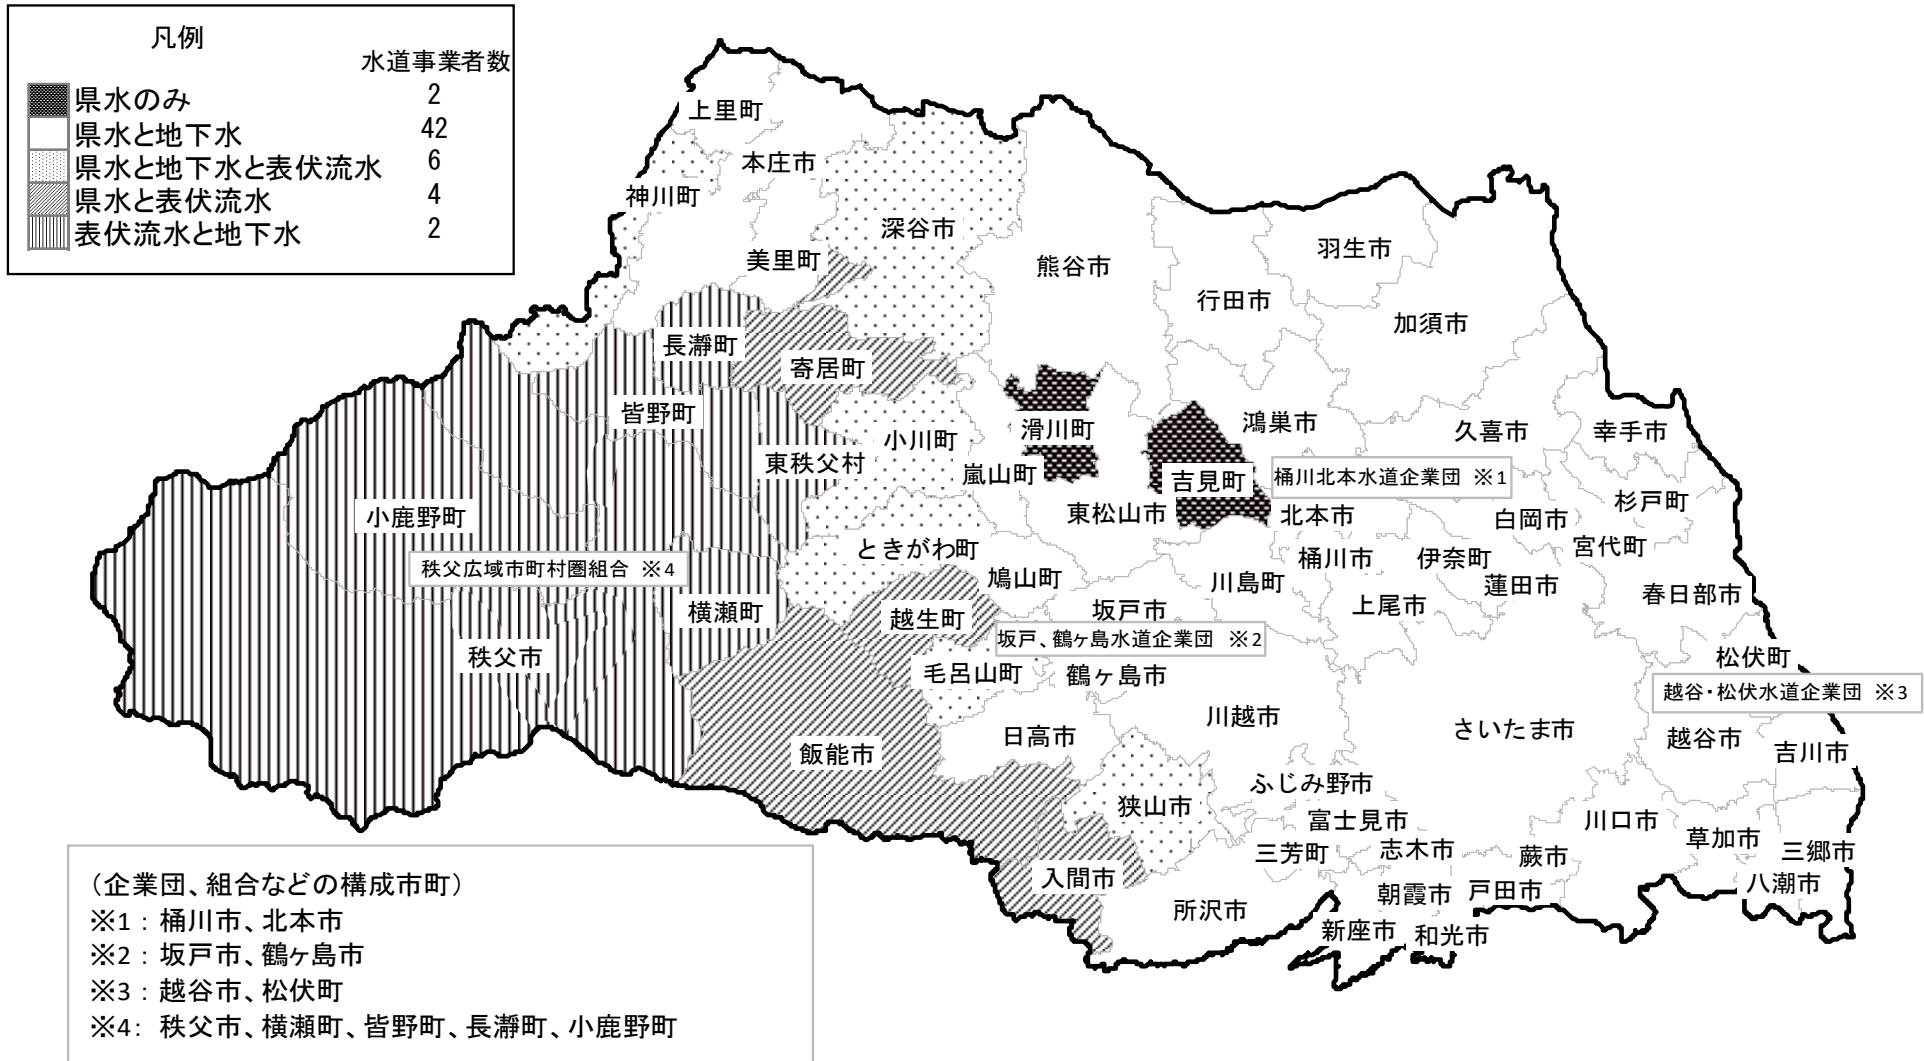 凡例
水道事業者数
県水のみ 2
県水と地下水 42
県水と地下水と表伏流水 6
県水と表伏流水 4
表伏流水と地下水 2
上里町
本庄市
神川町
深谷市
美里町
熊谷市
羽生市
行田市
加須市
長瀞町
寄居町
皆野町
小川町
滑川町
鴻巣市
久喜市
幸手市
東秩父村
嵐山町
吉見町
桶川北本水道企業団 ※1
小鹿野町
東松山市
北本市
白岡市
杉戸町
ときがわ町
桶川市
伊奈町
宮代町
秩父広域市町村圏組合 ※4
鳩山町
川島町
蓮田市
春日部市
横瀬町
越生町
坂戸市
上尾市
坂戸、鶴ヶ島水道企業団 ※2
秩父市
毛呂山町
鶴ヶ島市
松伏町
越谷・松伏水道企業団 ※3
川越市
さいたま市
日高市
越谷市
吉川市
飯能市
ふじみ野市
狭山市
富士見市
川口市
草加市
三芳町
志木市
蕨市
三郷市
入間市
八潮市
朝霞市
戸田市
所沢市
新座市
和光市
（企業団、組合などの構成市町）
※1：桶川市、北本市
※2：坂戸市、鶴ヶ島市
※3：越谷市、松伏町
※4： 秩父市、横瀬町、皆野町、長瀞町、小鹿野町